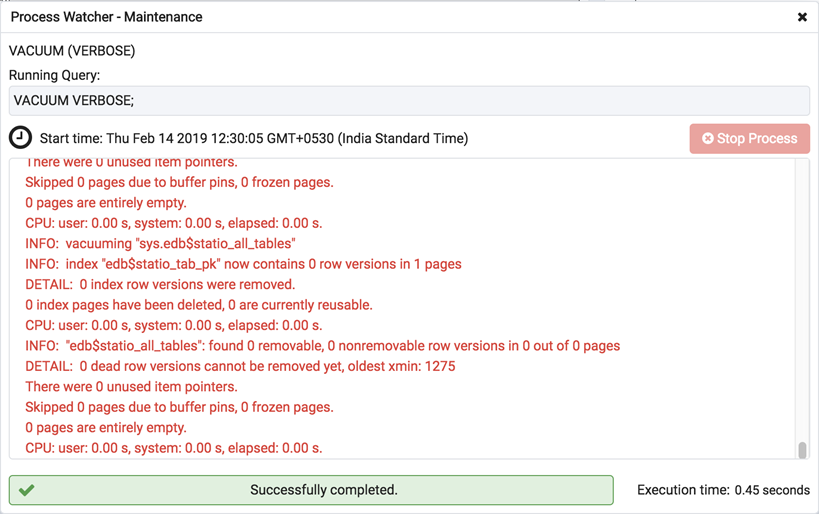 Process Watcher - Maintenance
VACUUM (VERBOSE)
Running Query:
VACUUM VERBOSE;
Start time: Thu Feb 14 2019 12:30:05 GMT+0530 (India Standard Time)
Stop Process
There were 0 unused item pointers.
Skipped 0 pages due to buffer pins, 0 frozen pages.
0 pages are entirely empty.
CPU: user: 0.00 s, system: 0.00 s, elapsed: 0.00 s.
INFO:  vacuuming "sys.edb$statio_all_tables"
INFO:  index "edb$statio_tab_pk" now contains 0 row versions in 1 pages
DETAIL:  0 index row versions were removed.
0 index pages have been deleted, 0 are currently reusable.
CPU: user: 0.00 s, system: 0.00 s, elapsed: 0.00 s.
INFO:  "edb$statio_all_tables": found 0 removable, 0 nonremovable row versions in 0 out of 0 pages
DETAIL:  0 dead row versions cannot be removed yet, oldest xmin: 1275
There were 0 unused item pointers.
Skipped 0 pages due to buffer pins, 0 frozen pages.
0 pages are entirely empty.
CPU: user: 0.00 s, system: 0.00 s, elapsed: 0.00 s.
Successfully completed.
Execution time: 0.45 seconds